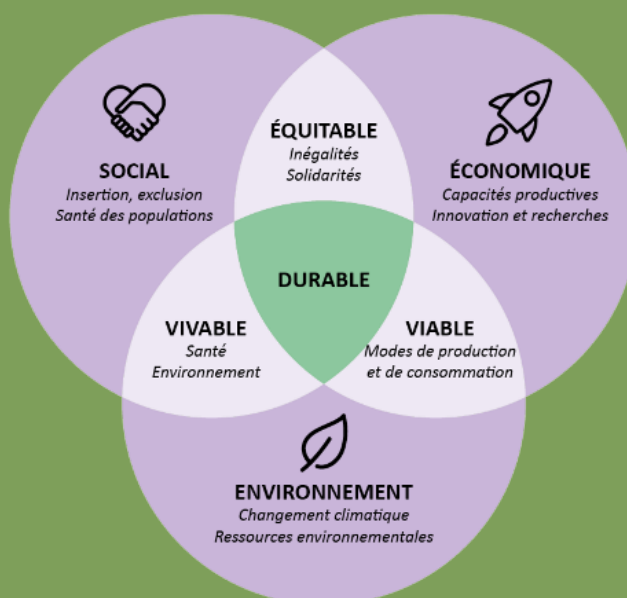 SOCIAL
Insertion, exclusion
Santé des populations
ÉQUITABLE
Inégalités
Solidarités
ÉCONOMIQUE
Capacités productives
Innovation et recherches
DURABLE
VIVABLE
Santé
Environnement
VIABLE
Modes de production
et de consommation
ENVIRONNEMENT
Changement climatique
Ressources environnementales